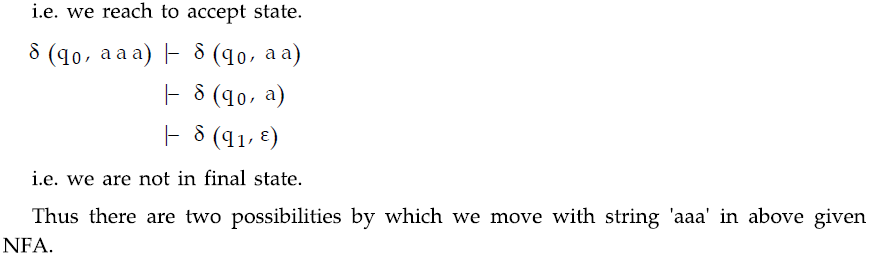 i.e. we reach to accept state.
δ (q0, a a a) |– δ (q0, a a)
|– δ (q0, a)
|– δ (q1, ε)
i.e. we are not in final state.
Thus there are two possibilities by which we move with string 'aaa' in above given
NFA.